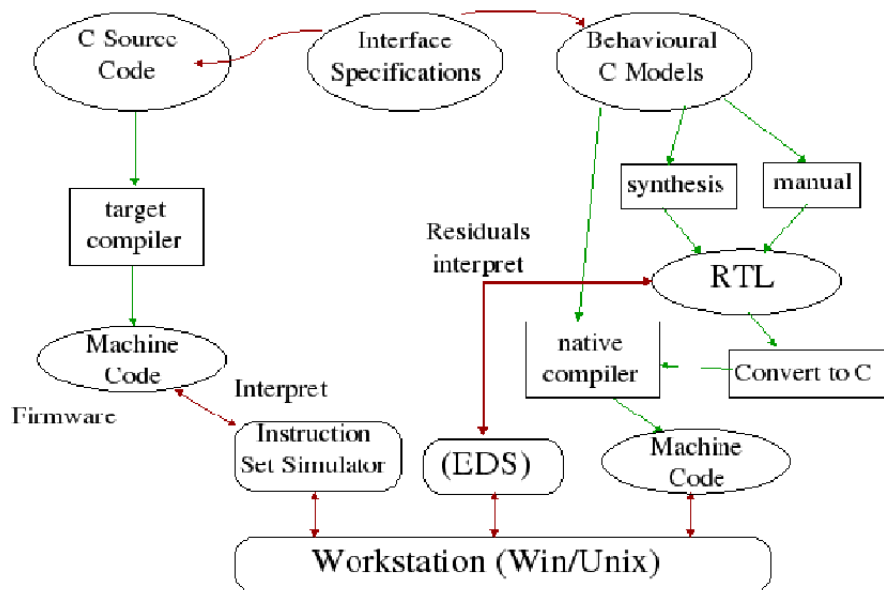 C Source
Code
Interface
Specifications
Behavioural
C Models
synthesis
manual
target
compiler
Residuals
interpret
RTL
native
compiler
Convert to C
Machine
Code
Interpret
Firmware
Instruction
Set Simulator
(EDS)
Machine
Code
Workstation (Win/Unix)